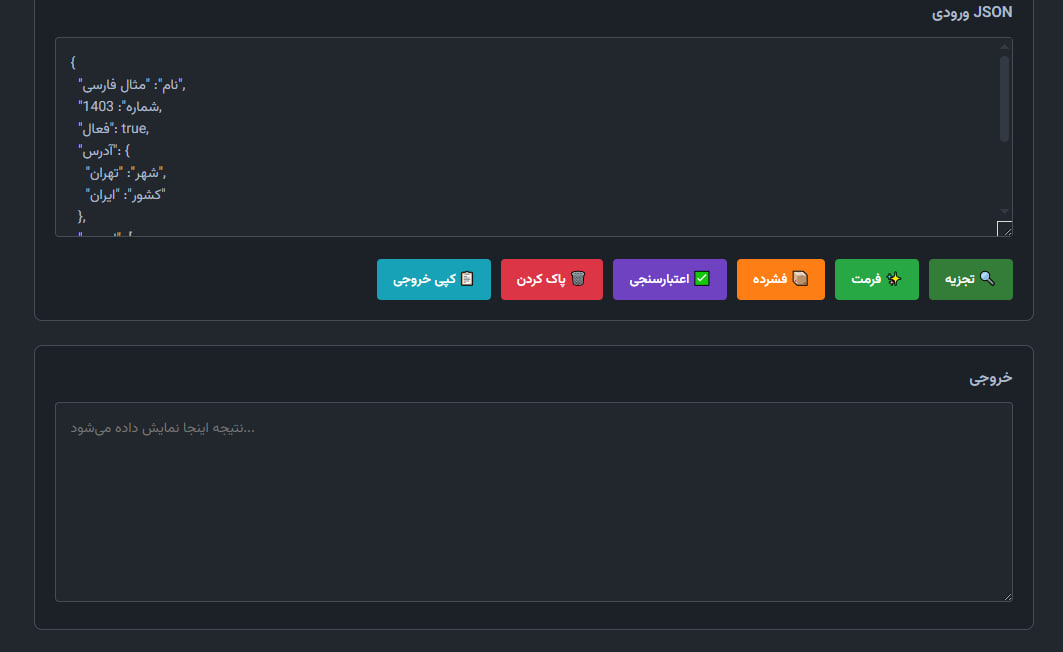 JSON ورودی
{
"نام": "مثال فارسی",
"شماره": 1403,
"فعال": true,
"آدرس": {
"شهر": "تهران",
"کشور": "ایران"
},
🔍 تجزیه
✨ فرمت
📦 فشرده
✅ اعتبارسنجی
🗑️ پاک کردن
📋 کپی خروجی
خروجی
نتیجه اینجا نمایش داده می‌شود...